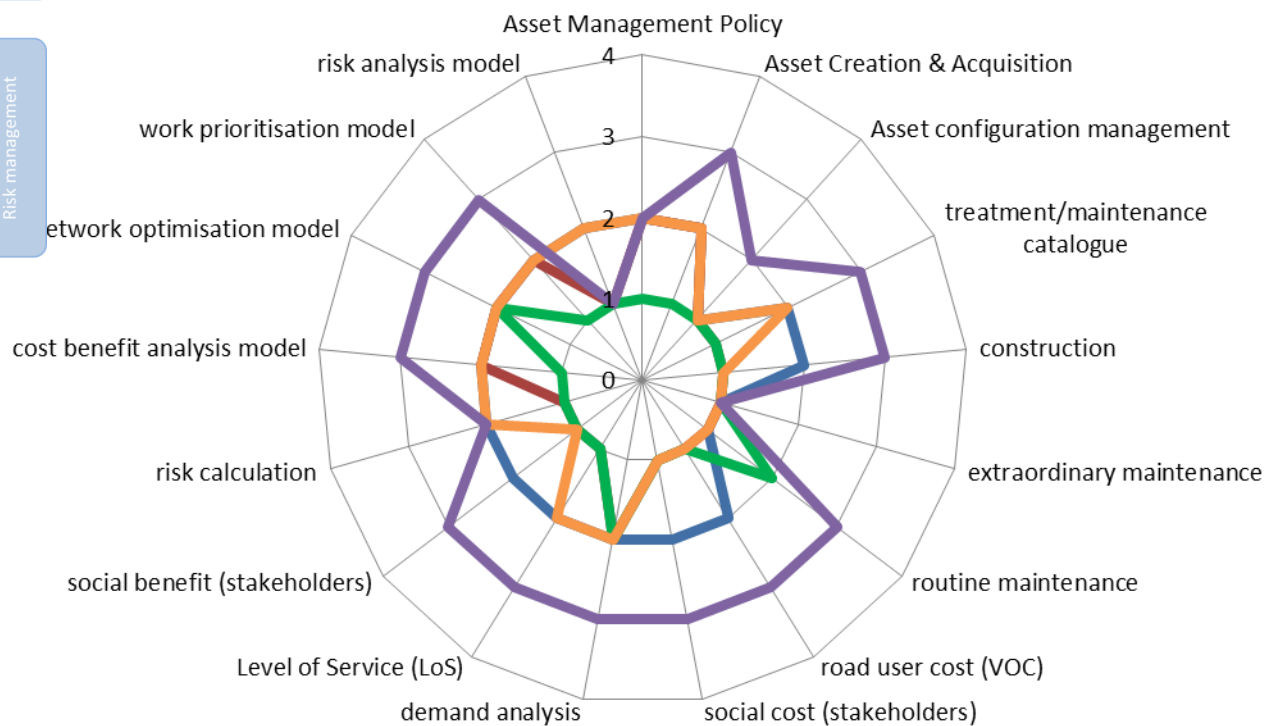 Risk management
Asset Management Policy
Asset Creation & Acquisition
Asset configuration management
treatment/maintenance
catalogue
construction
extraordinary maintenance
routine maintenance
road user cost (VOC)
social cost (stakeholders)
demand analysis
Level of Service (LoS)
social benefit (stakeholders)
risk calculation
cost benefit analysis model
etwork optimisation model
work prioritisation model
risk analysis model
4
3
2
1
0